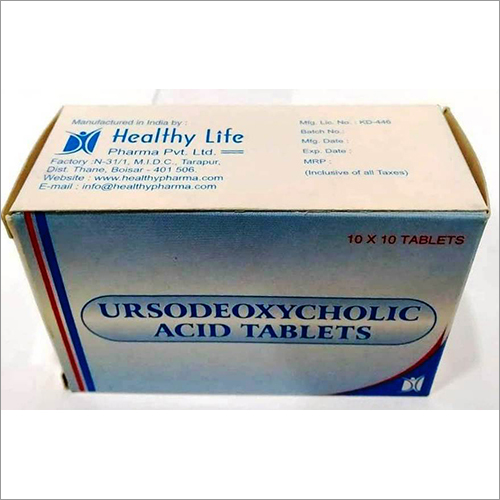 Manufactured in India by :
Healthy Life
Pharma Pvt. Ltd.
Factory :N-31/1, M.I.D.C., Tarapur,
Dist. Thane, Boisar - 401 506.
Website : www.healthypharma.com
E-mail : info@healthypharma.com
Mfg. Lic. No. : KD-446
Batch No.:
Mfg. Date :
Exp. Date :
MRP :
(Inclusive of all Taxes)
10 X 10 TABLETS
URSODEOXYCHOLIC
ACID TABLETS